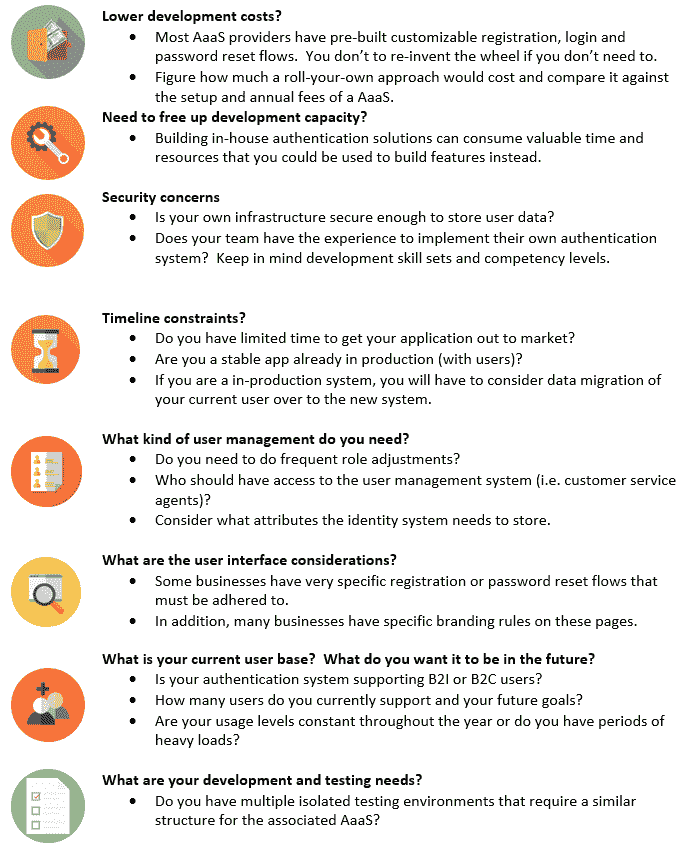 Lower development costs?
• Most AaaS providers have pre-built customizable registration, login and
password reset flows.  You don't to re-invent the wheel if you don't need to.
• Figure how much a roll-your-own approach would cost and compare it against
the setup and annual fees of a AaaS.
Need to free up development capacity?
• Building in-house authentication solutions can consume valuable time and
resources that you could be used to build features instead.
Security concerns
• Is your own infrastructure secure enough to store user data?
• Does your team have the experience to implement their own authentication
system?  Keep in mind development skill sets and competency levels.
Timeline constraints?
• Do you have limited time to get your application out to market?
• Are you a stable app already in production (with users)?
• If you are a in-production system, you will have to consider data migration of
your current user over to the new system.
What kind of user management do you need?
• Do you need to do frequent role adjustments?
• Who should have access to the user management system (i.e. customer service
agents)?
• Consider what attributes the identity system needs to store.
What are the user interface considerations?
• Some businesses have very specific registration or password reset flows that
must be adhered to.
• In addition, many businesses have specific branding rules on these pages.
What is your current user base?  What do you want it to be in the future?
• Is your authentication system supporting B2I or B2C users?
• How many users do you currently support and your future goals?
• Are your usage levels constant throughout the year or do you have periods of
heavy loads?
What are your development and testing needs?
• Do you have multiple isolated testing environments that require a similar
structure for the associated AaaS?